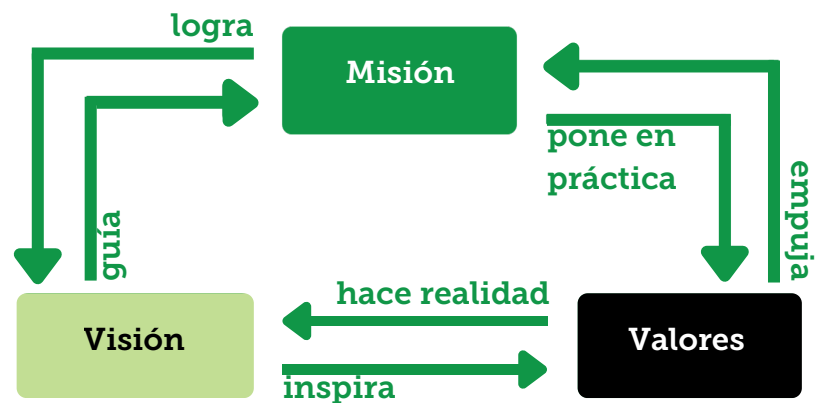 logra
Misión
pone en
práctica
empuja
guía
hace realidad
Visión
Valores
inspira